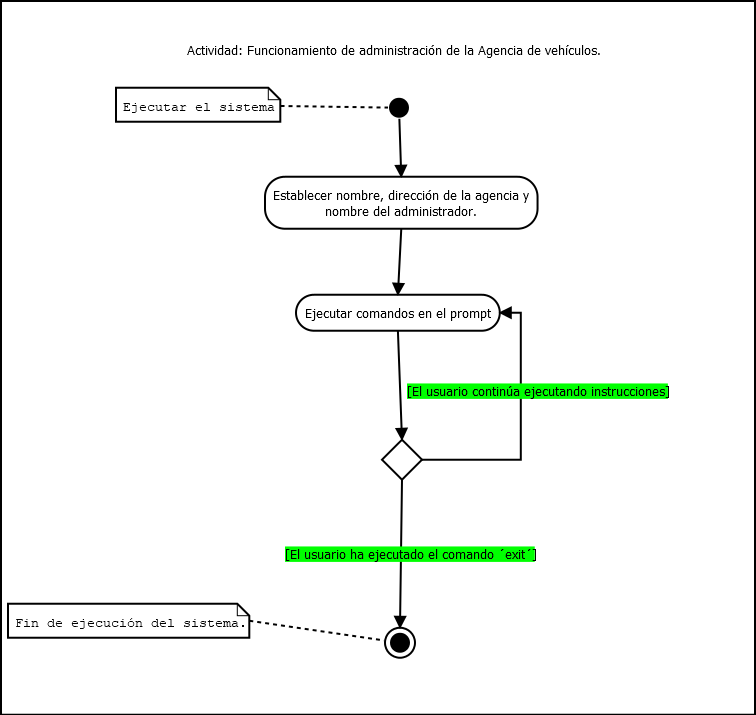 Actividad: Funcionamiento de administración de la Agencia de vehículos.
Ejecutar el sistema
Establecer nombre, dirección de la agencia y
nombre del administrador.
Ejecutar comandos en el prompt
[El usuario continúa ejecutando instrucciones]
[El usuario ha ejecutado el comando ´exit´]
Fin de ejecución del sistema.